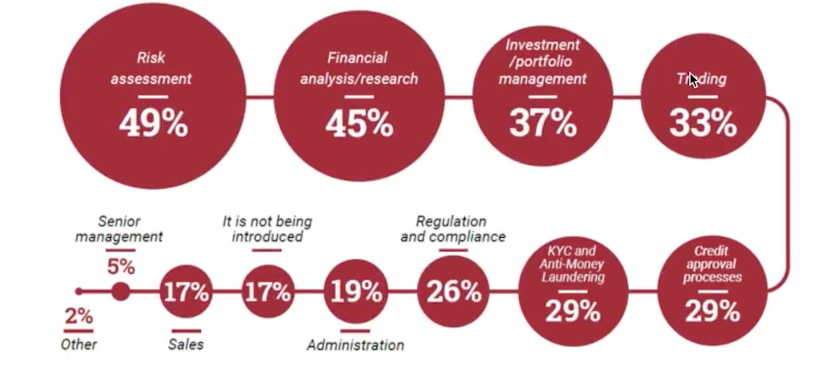 Risk
assessment
49%
Financial
analysis/research
45%
Investment
/portfolio
management
37%
Trading
33%
Credit
approval
processes
29%
KYC and
Anti-Money
Laundering
29%
Regulation
and compliance
26%
19%
Administration
It is not being
introduced
17%
17%
Sales
Senior
management
5%
2%
Other